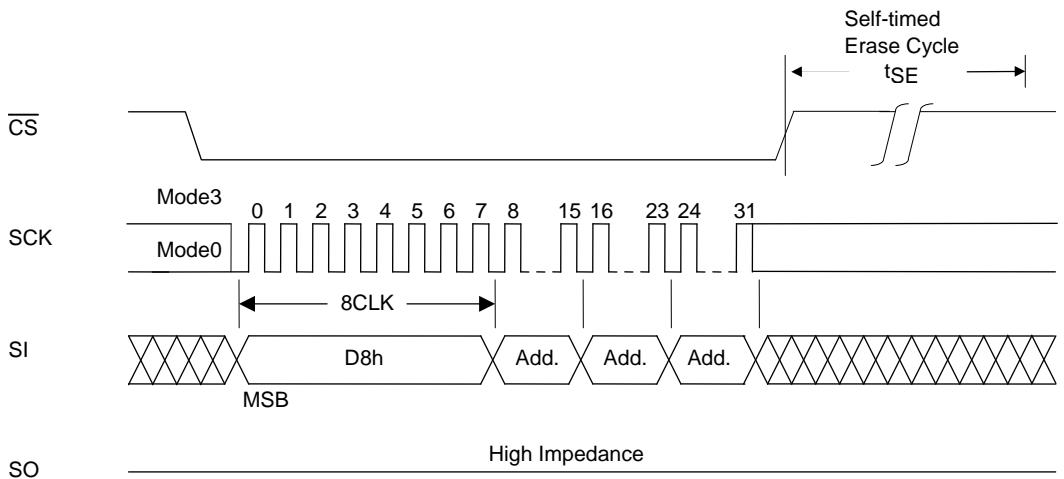 Self-timed
Erase Cycle
tSE
CS
Mode3
0 1 2 3 4 5 6 7 8 15 16 23 24 31
SCK
Mode0
8CLK
SI
D8h Add. Add. Add.
MSB
High Impedance
SO